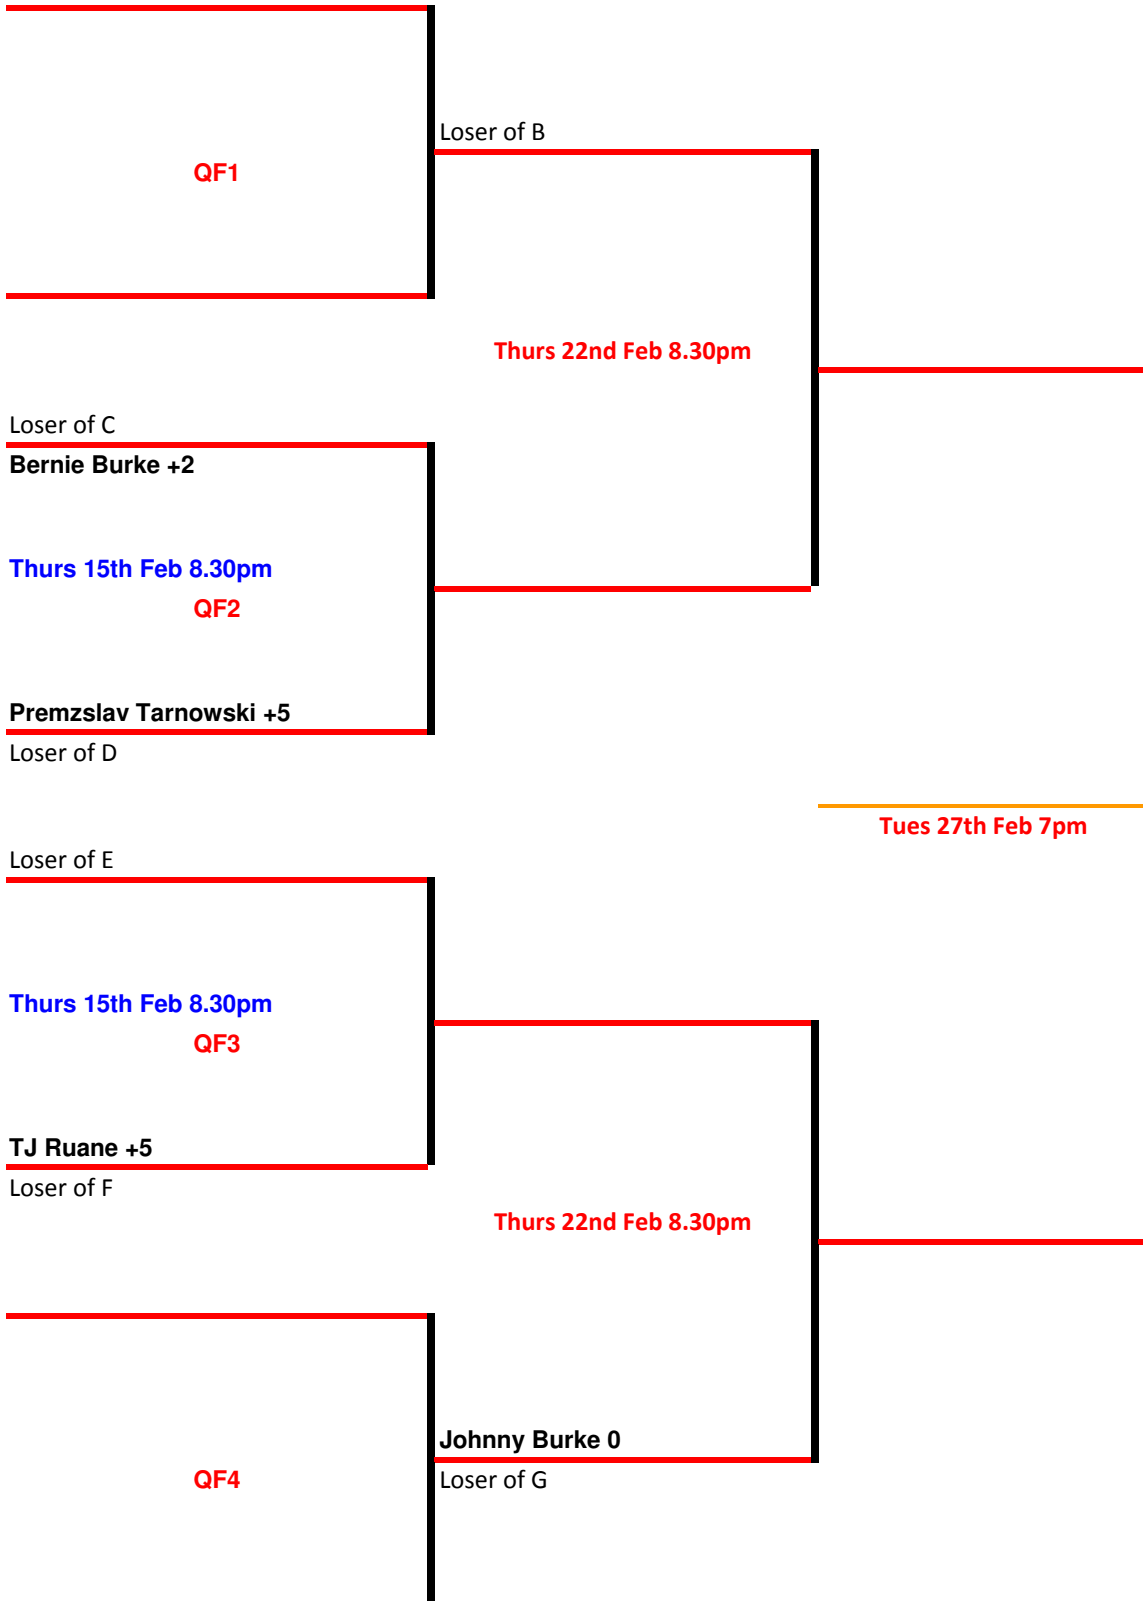 Loser of B
QF1
Thurs 22nd Feb 8.30pm
Loser of C
Bernie Burke +2
Thurs 15th Feb 8.30pm
QF2
Premzslav Tarnowski +5
Loser of D
Tues 27th Feb 7pm
Loser of E
Thurs 15th Feb 8.30pm
QF3
TJ Ruane +5
Loser of F
Thurs 22nd Feb 8.30pm
Johnny Burke 0
QF4
Loser of G